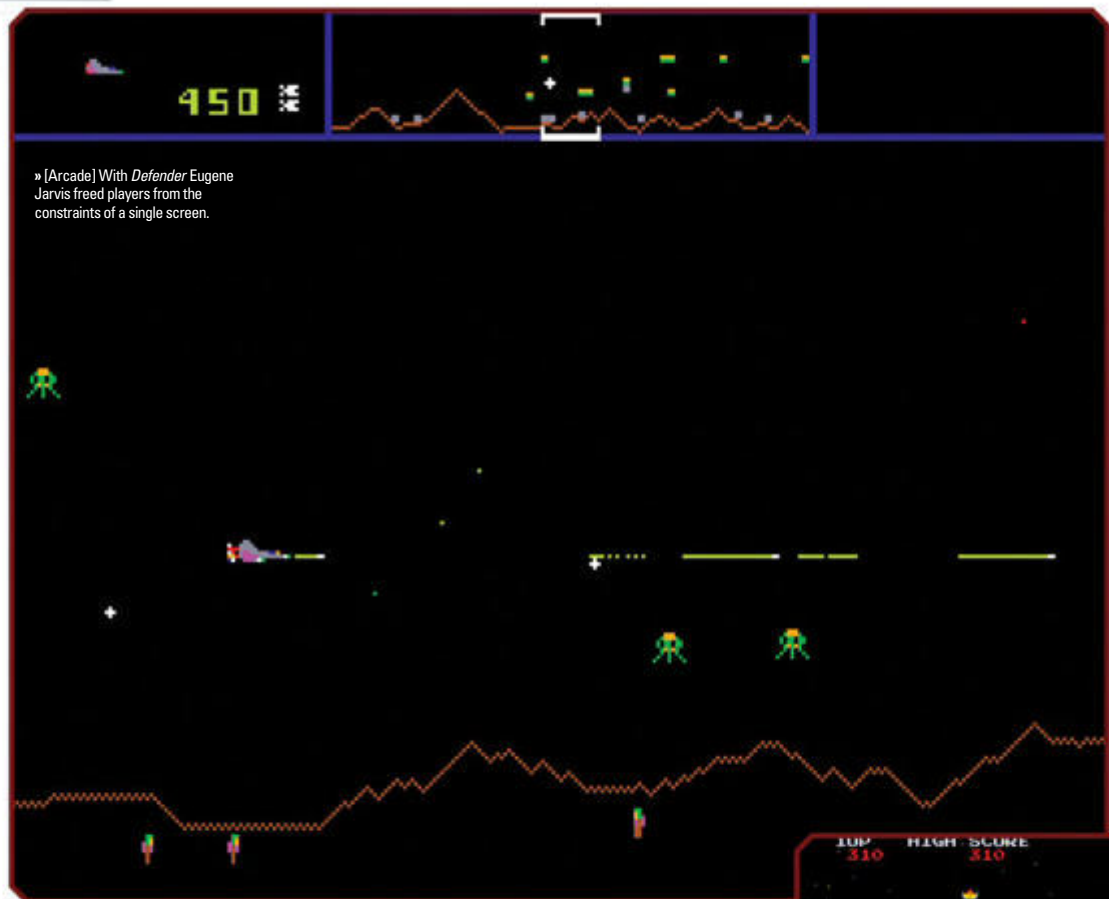 450
» [Arcade] With Defender Eugene
Jarvis freed players from the
constraints of a single screen.
1UP HIGH SCORE
310 310